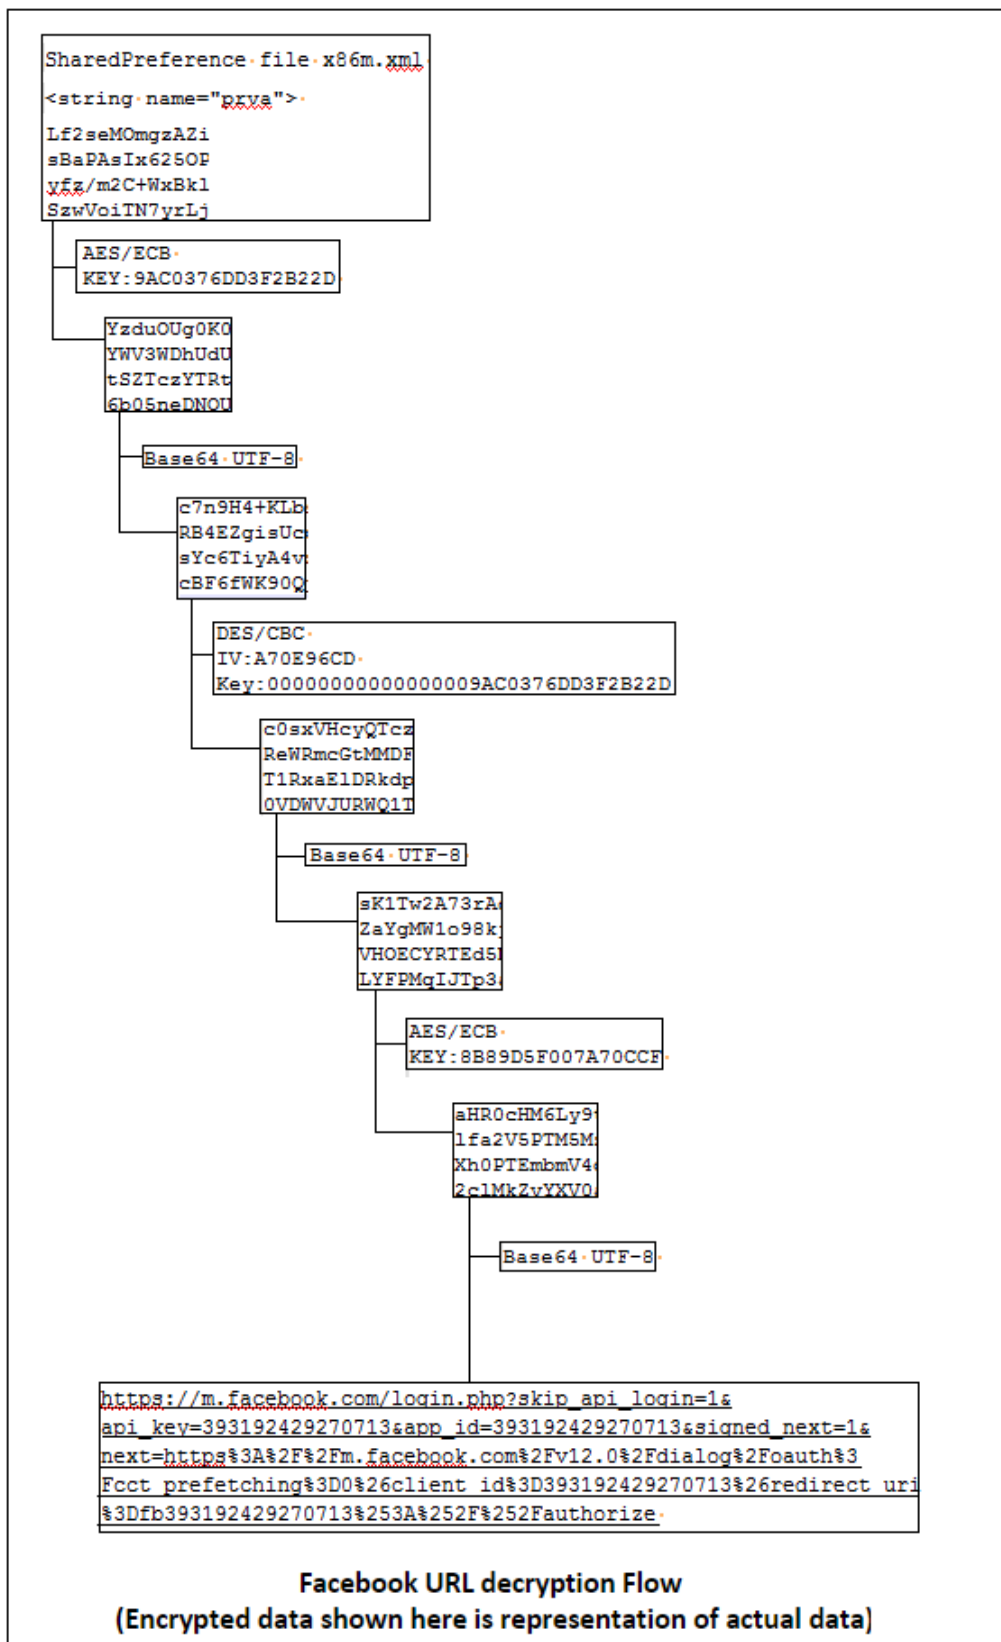 SharedPreference file x86m.xml
<string name="prva">
Lf2seMOmgzAZi
sBaPAsIx625OP
yfz/m2C+WxBkl
SzwVoiTN7yrLj
AES/ECB
KEY:9AC0376DD3F2B22D
YzduOUg0K0
YWV3WDhUdU
tSZTczYTRt
6b05neDNOU
Base64 UTF-8
c7n9H4+KLb
RB4EZgisUc
sYc6TiyA4v
cBF6fWK90Q
DES/CBC
IV:A70E96CD
Key:00000000000000009AC0376DD3F2B22D
c0sxVHcyQTcz
ReWRmcGtMMDF
T1RxaElDRkdp
0VDWVJURWQ1T
Base64 UTF-8
sK1Tw2A73rA
ZaYgMW1o98k
VHOECYRTEd5
LYFPMqIJTp3
AES/ECB
KEY:8B89D5F007A70CCF
aHR0cHM6Ly9
lfa2V5PTM5M
Xh0PTEmbmV4
2clMkZvYXV0
Base64 UTF-8
https://m.facebook.com/login.php?skip_api_login=1&
api_key=393192429270713&app_id=393192429270713&signed_next=1&
next=https%3A%2F%2Fm.facebook.com%2Fv12.0%2Fdialog%2Foauth%3
Fcct_prefetching%3D0%26client_id%3D393192429270713%26redirect_uri
%3Dfb393192429270713%253A%252F%252Fauthorize
Facebook URL decryption Flow
(Encrypted data shown here is representation of actual data)